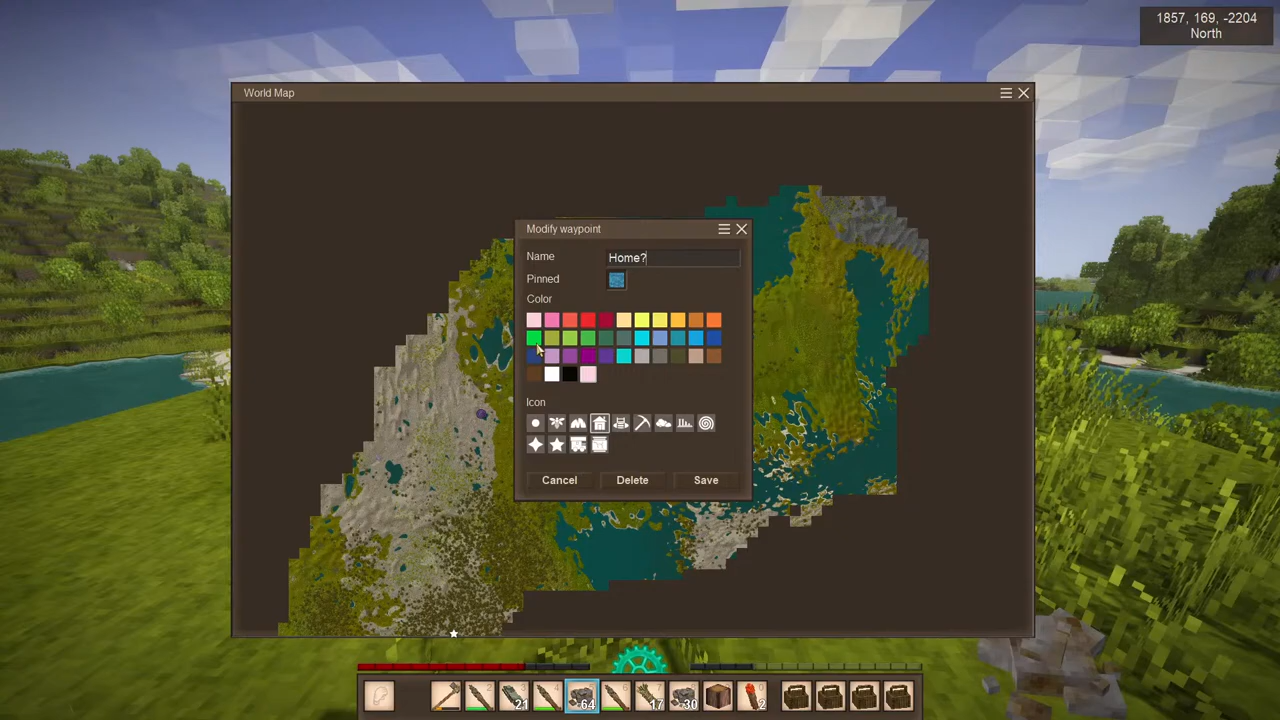 1857, 169, -2204
North
World Map
Modify waypoint
Name Home?
Pinned
Color
Icon
Cancel Delete Save
21 64 17 30 2